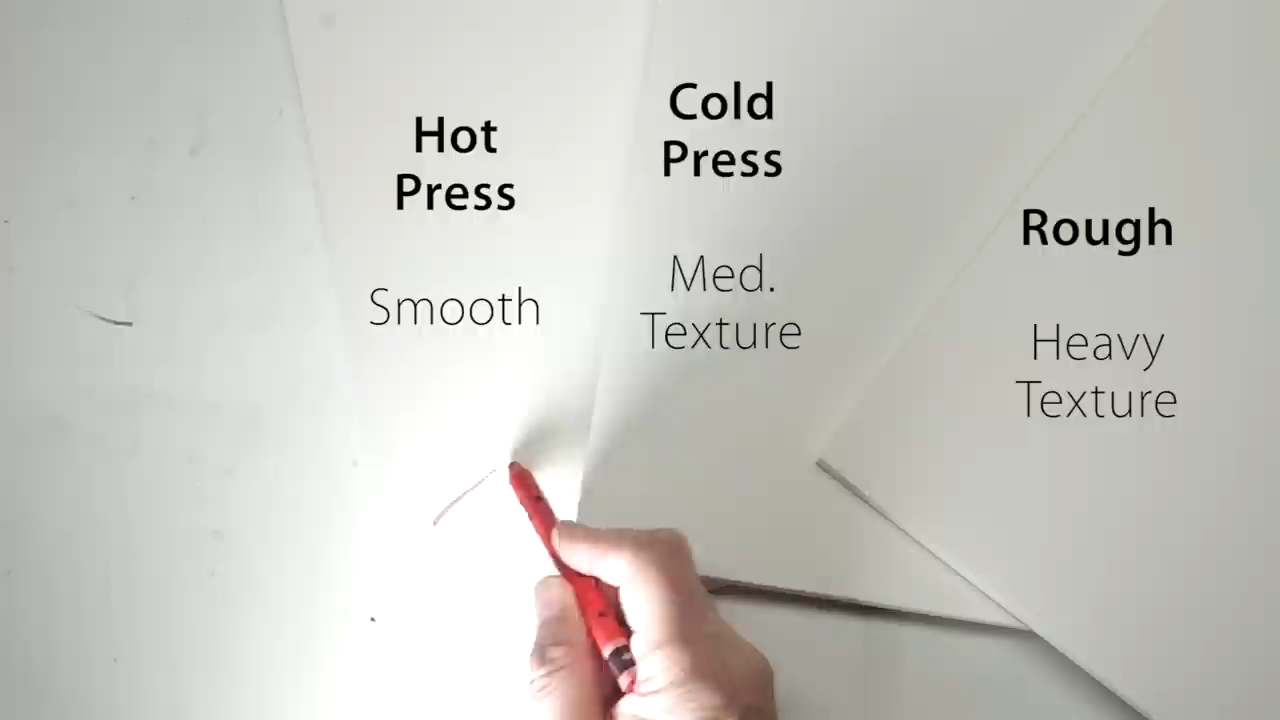 Hot
Press
Smooth
Cold
Press
Med.
Texture
Rough
Heavy
Texture